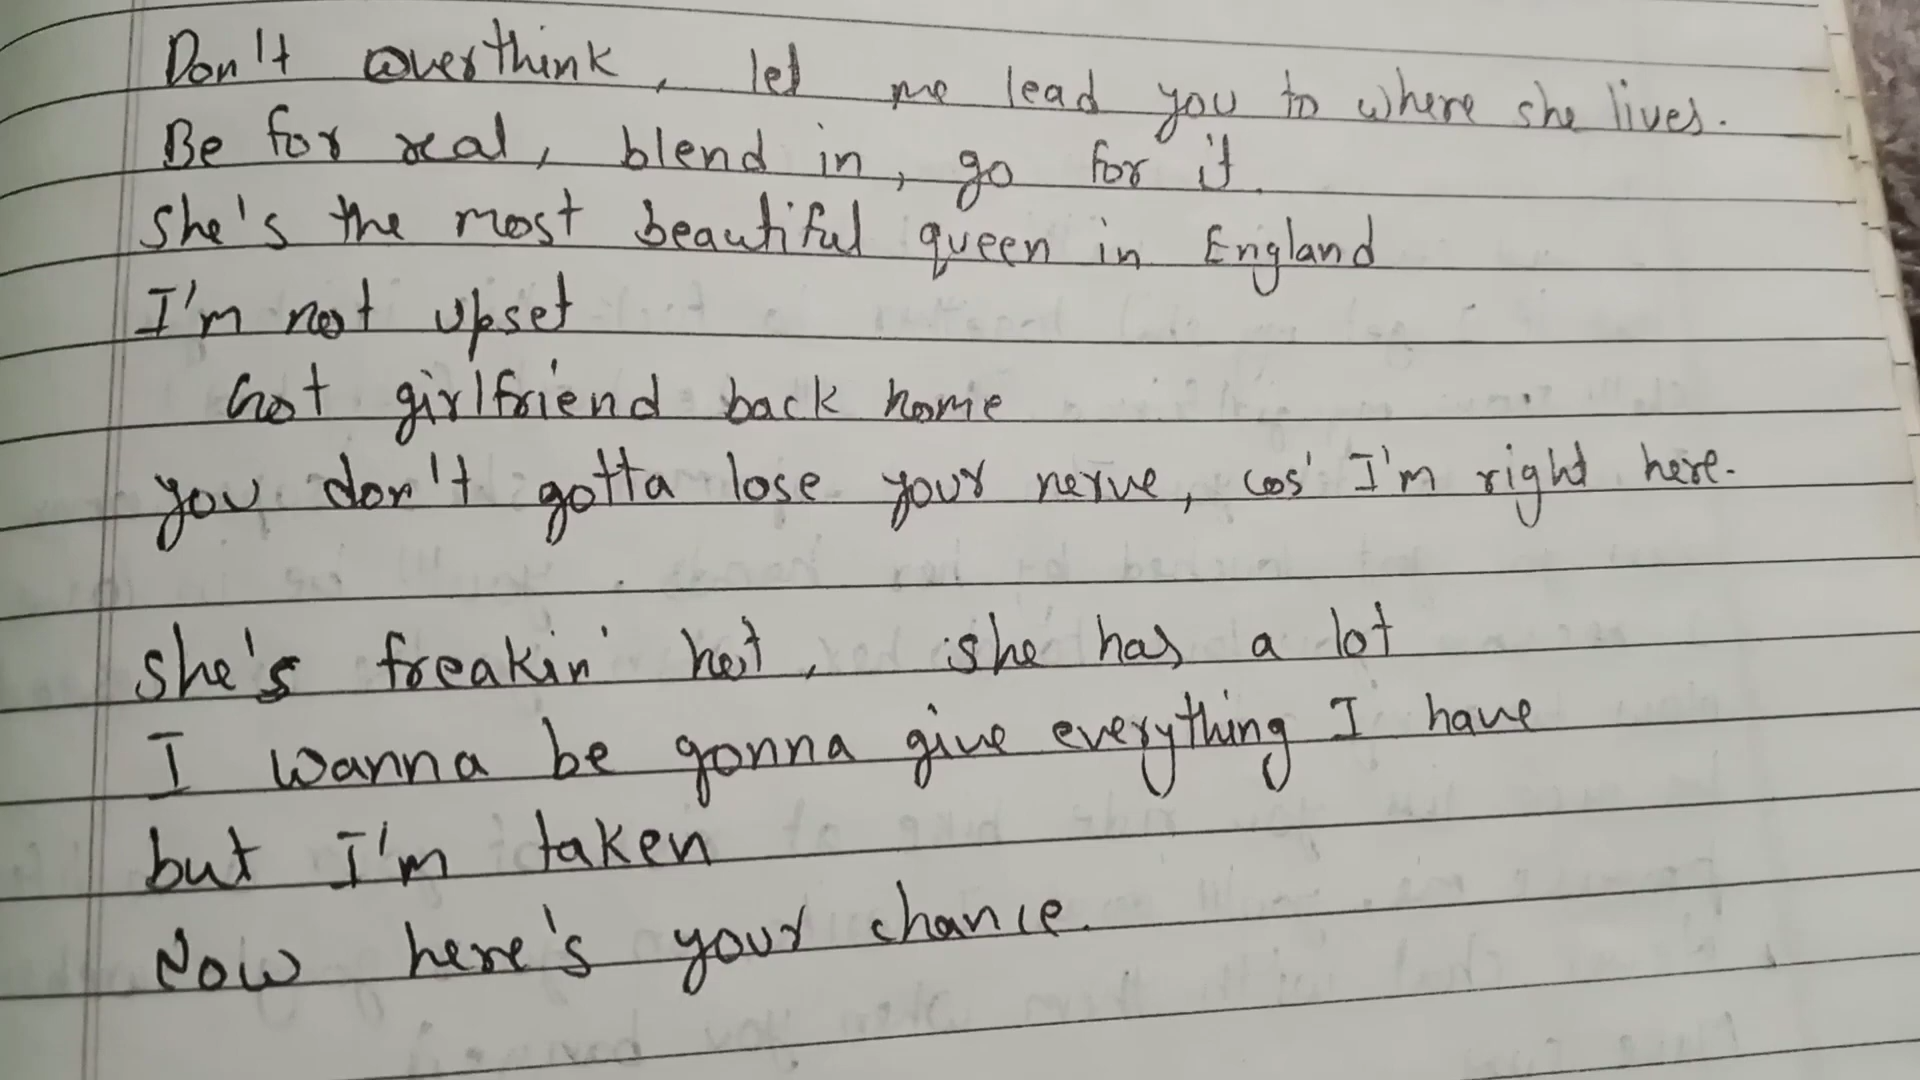 Don't overthink, let me lead you to where she lives.
Be for real, blend in, go for it.
She's the most beautiful queen in England
I'm not upset
Got girlfriend back home
you don't gotta lose your nerve, cos' I'm right here.
She's freakin' hot, she has a lot
I wanna be gonna give everything I have
but I'm taken
Now here's your chance.